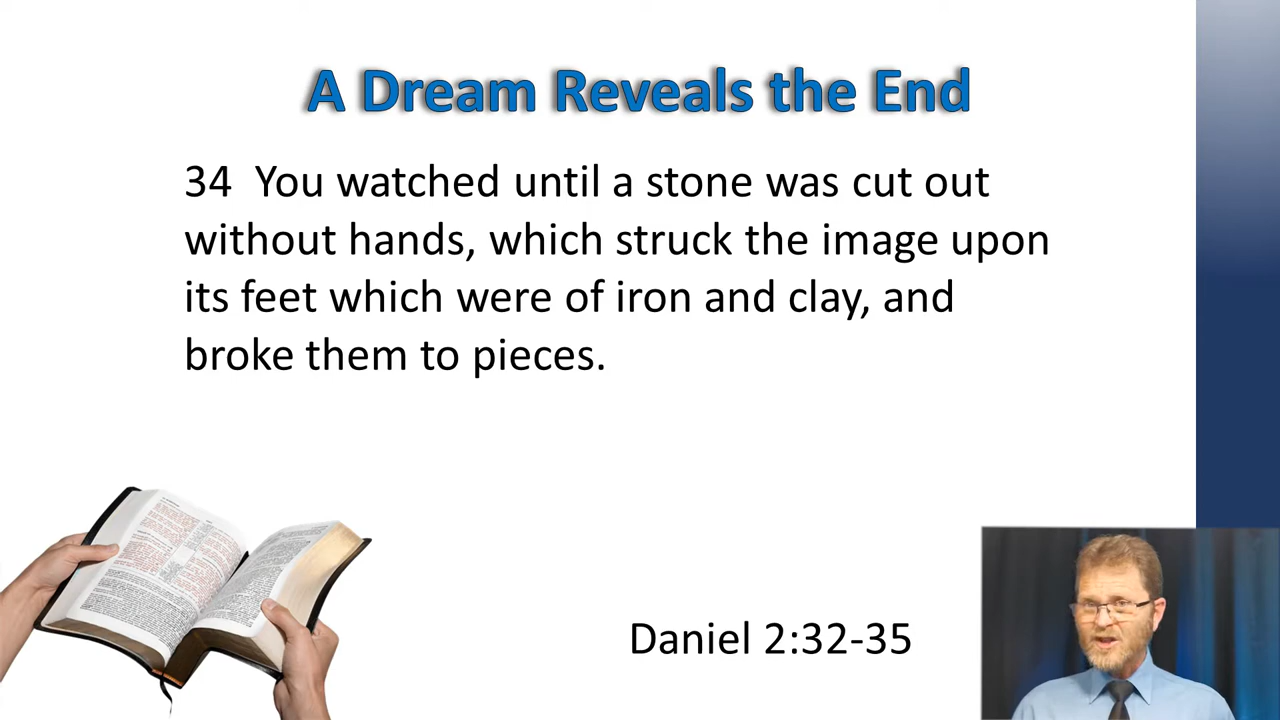 A Dream Reveals the End
34 You watched until a stone was cut out
without hands, which struck the image upon
its feet which were of iron and clay, and
broke them to pieces.
Daniel 2:32-35